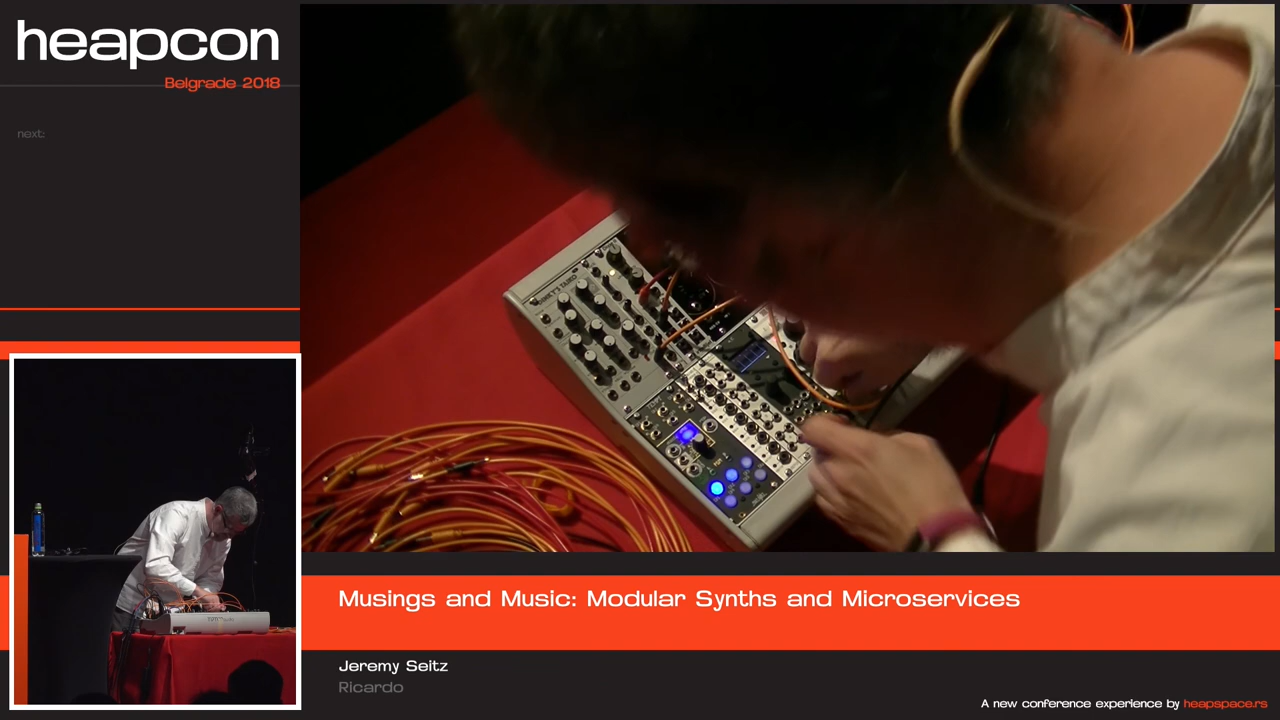 heapcon
Belgrade 2018
next:
Musings and Music: Modular Synths and Microservices
Jeremy Seitz
Ricardo
A new conference experience by heapspace.rs